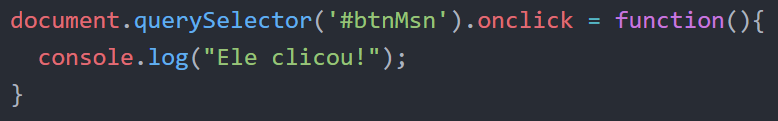 document.querySelector('#btnMsn').onclick = function(){
  console.log("Ele clicou!");
}